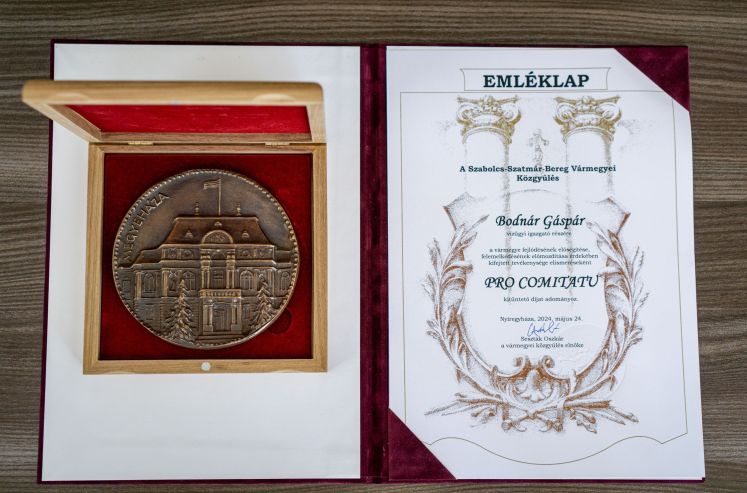 MEGYEHÁZA
EMLÉKLAP
A Szabolcs-Szatmár-Bereg Vármegyei
Közgyűlés
Bodnár Gáspár
vízügyi igazgató részére
a vármegye fejlődésének elősegítése,
felemelkedésének előmozdítása érdekében
kifejtett tevékenysége elismeréseként
PRO COMITATU
kitüntető díjat adományoz.
Nyíregyháza, 2024. május 24.
Seszták Oszkár
a vármegyei közgyűlés elnöke